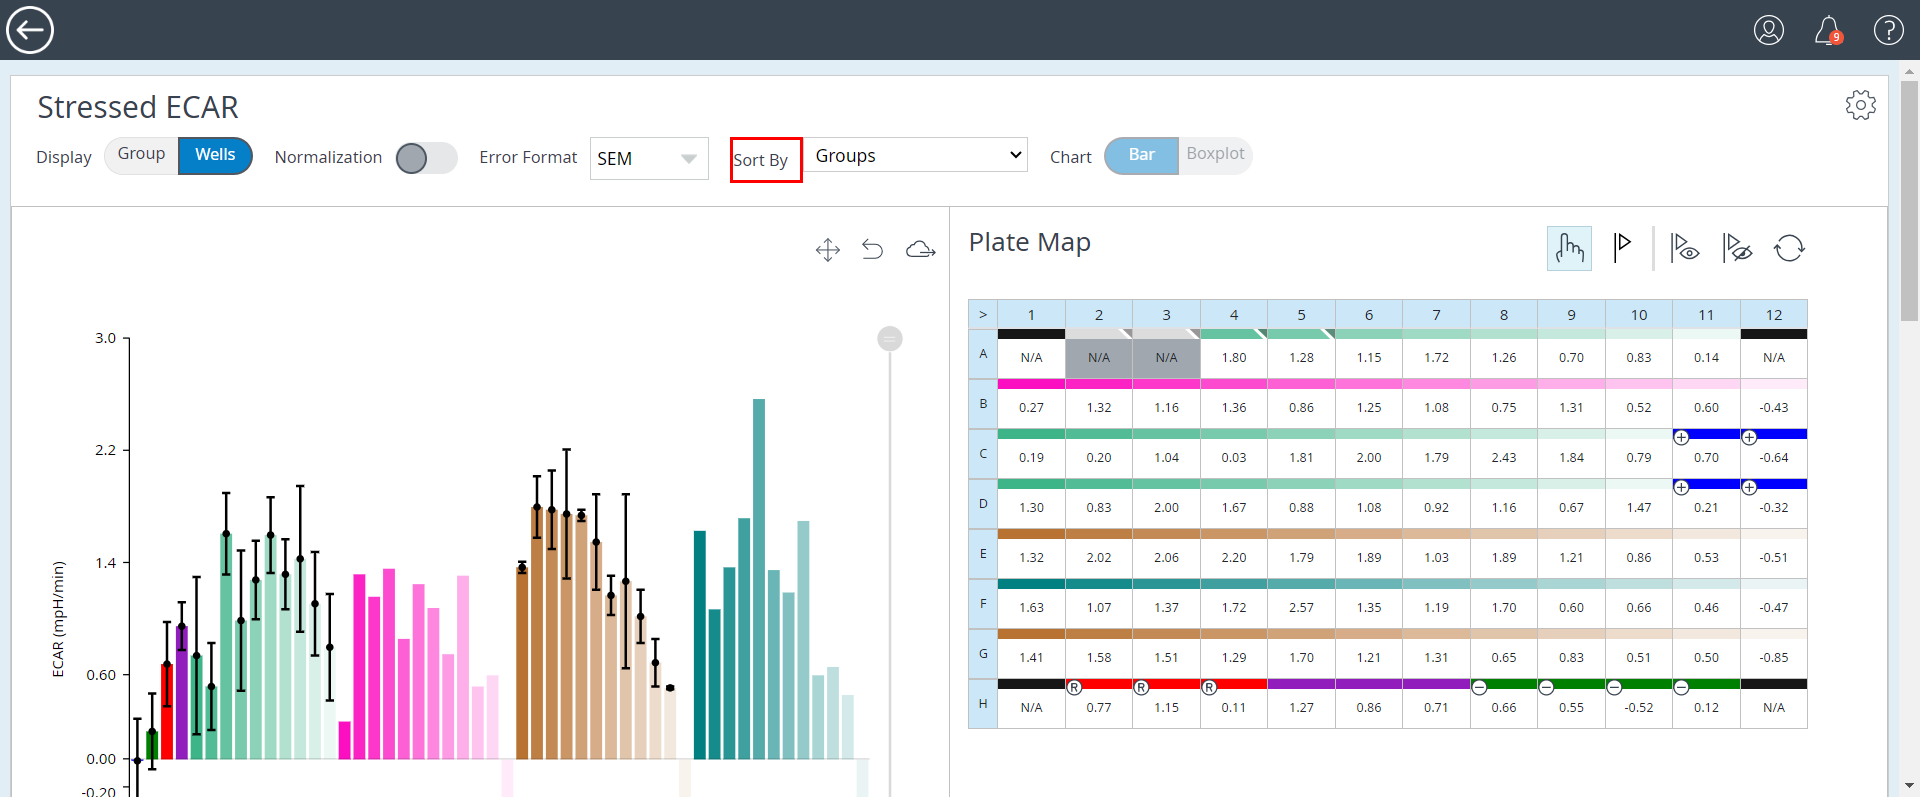 9
Stressed ECAR
Display Group Wells Normalization Error Format SEM Sort By Groups Chart Bar Boxplot
Plate Map
> 1 2 3 4 5 6 7 8 9 10 11 12
A N/A N/A N/A 1.80 1.28 1.15 1.72 1.26 0.70 0.83 0.14 N/A
B 0.27 1.32 1.16 1.36 0.86 1.25 1.08 0.75 1.31 0.52 0.60 -0.43
C 0.19 0.20 1.04 0.03 1.81 2.00 1.79 2.43 1.84 0.79 0.70 -0.64
D 1.30 0.83 2.00 1.67 0.88 1.08 0.92 1.16 0.67 1.47 0.21 -0.32
E 1.32 2.02 2.06 2.20 1.79 1.89 1.03 1.89 1.21 0.86 0.53 -0.51
F 1.63 1.07 1.37 1.72 2.57 1.35 1.19 1.70 0.60 0.66 0.46 -0.47
G 1.41 1.58 1.51 1.29 1.70 1.21 1.31 0.65 0.83 0.51 0.50 -0.85
R R R
H N/A 0.77 1.15 0.11 1.27 0.86 0.71 0.66 0.55 -0.52 0.12 N/A
ECAR (mpH/min)
3.0
2.2
1.4
0.60
0.00
-0.20